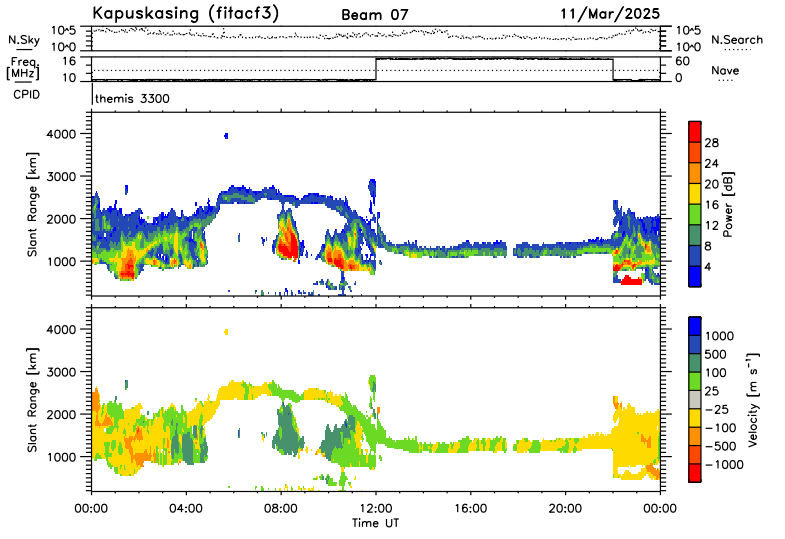 Kapuskasing (fitacf3) Beam 07 11/Mar/2025
N.Sky 10^5 10^0 10^5 10^0 N.Search
Freq. [MHz] 16 10 60 0 Nave
CPID themis 3300
Slant Range [km] 4000 3000 2000 1000
Power [dB] 28 24 20 16 12 8 4
Slant Range [km] 4000 3000 2000 1000
Velocity [m s^-1] 1000 500 100 25 -25 -100 -500 -1000
00:00 04:00 08:00 12:00 16:00 20:00 00:00
Time UT